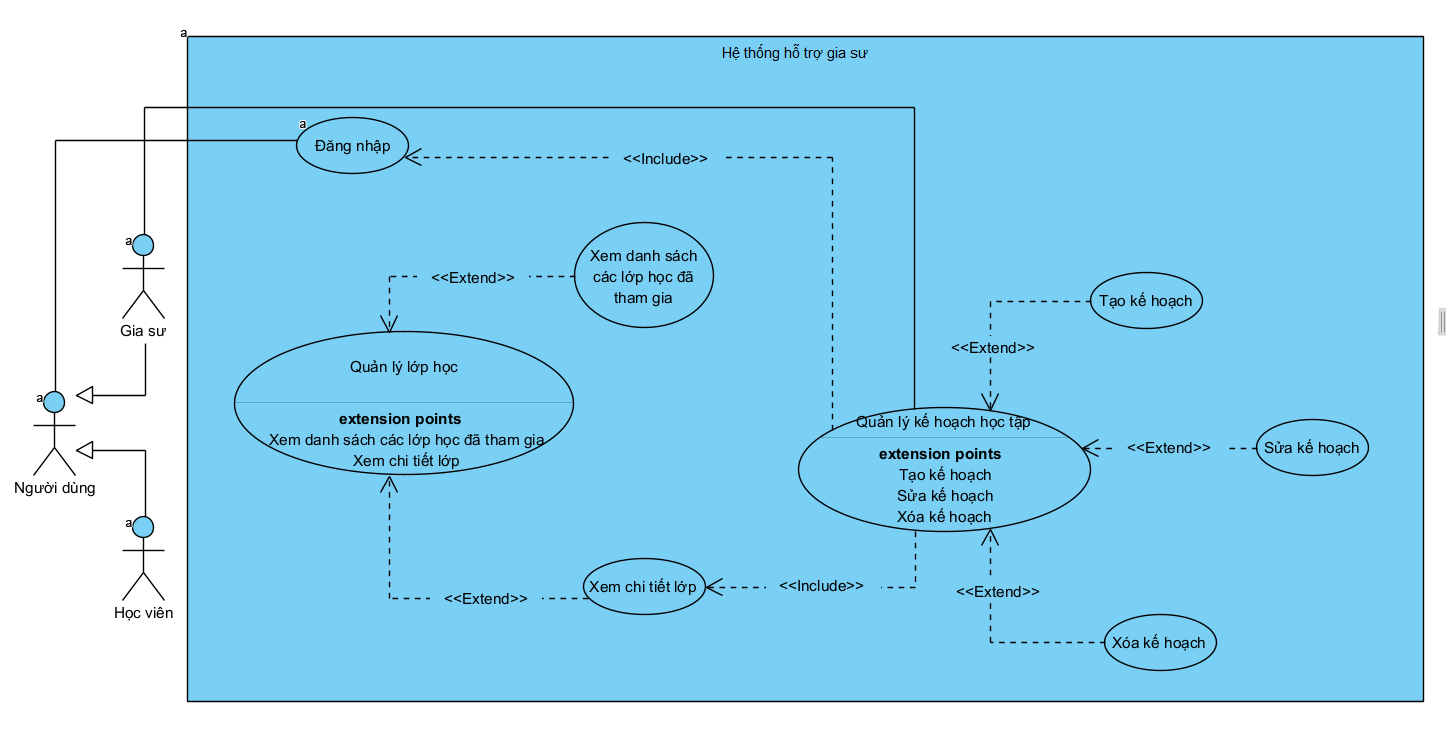 a
Hệ thống hỗ trợ gia sư
a
Đăng nhập
<<Include>>
a
Gia sư
Xem danh sách
các lớp học đã
tham gia
<<Extend>>
Tạo kế hoạch
<<Extend>>
Quản lý lớp học
extension points
Xem danh sách các lớp học đã tham gia
Xem chi tiết lớp
a
Người dùng
Quản lý kế hoạch học tập
extension points
Tạo kế hoạch
Sửa kế hoạch
Xóa kế hoạch
<<Extend>>
Sửa kế hoạch
a
Học viên
<<Extend>>
Xem chi tiết lớp
<<Include>>
<<Extend>>
Xóa kế hoạch